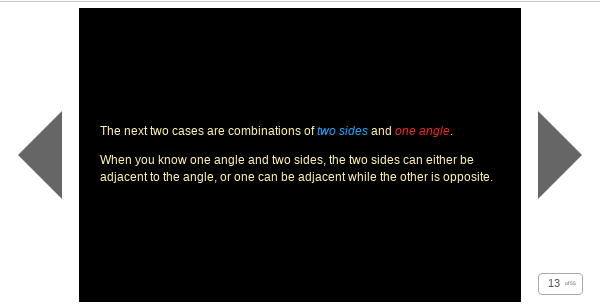 The next two cases are combinations of two sides and one angle.
When you know one angle and two sides, the two sides can either be
adjacent to the angle, or one can be adjacent while the other is opposite.
13 of 55